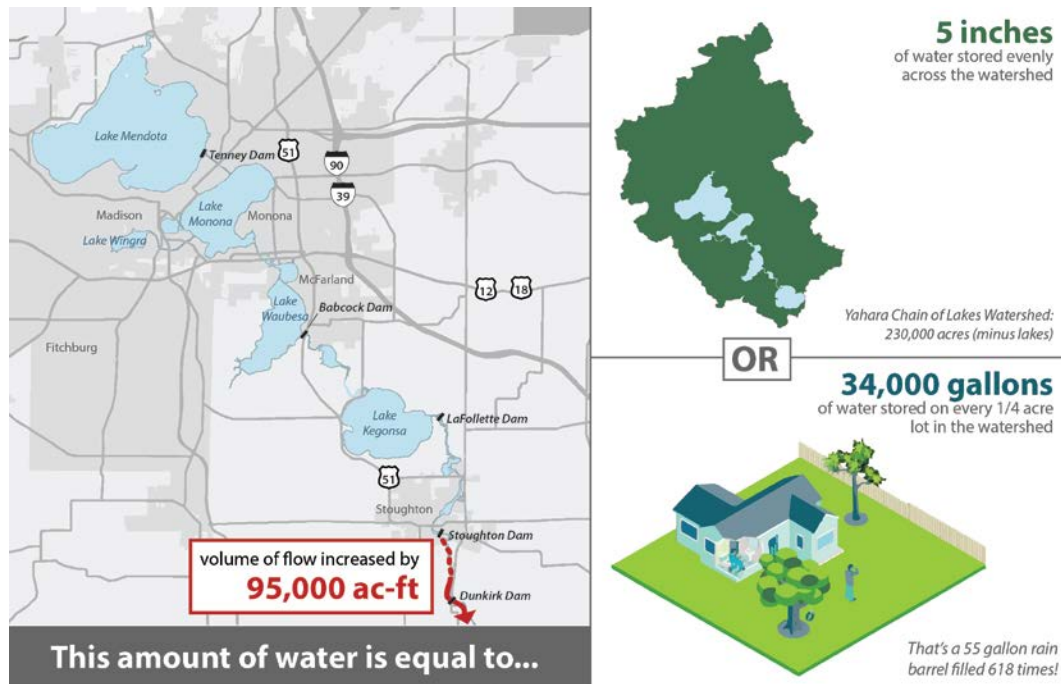 Lake Mendota
Tenney Dam
51
90
39
Madison
Lake
Monona
Monona
Lake Wingra
McFarland
12
18
Lake
Waubesa
Babcock Dam
Fitchburg
Lake
Kegonsa
LaFollette Dam
51
Stoughton
Stoughton Dam
volume of flow increased by
95,000 ac-ft
Dunkirk Dam
This amount of water is equal to...
5 inches
of water stored evenly
across the watershed
Yahara Chain of Lakes Watershed:
230,000 acres (minus lakes)
OR
34,000 gallons
of water stored on every 1/4 acre
lot in the watershed
That's a 55 gallon rain
barrel filled 618 times!